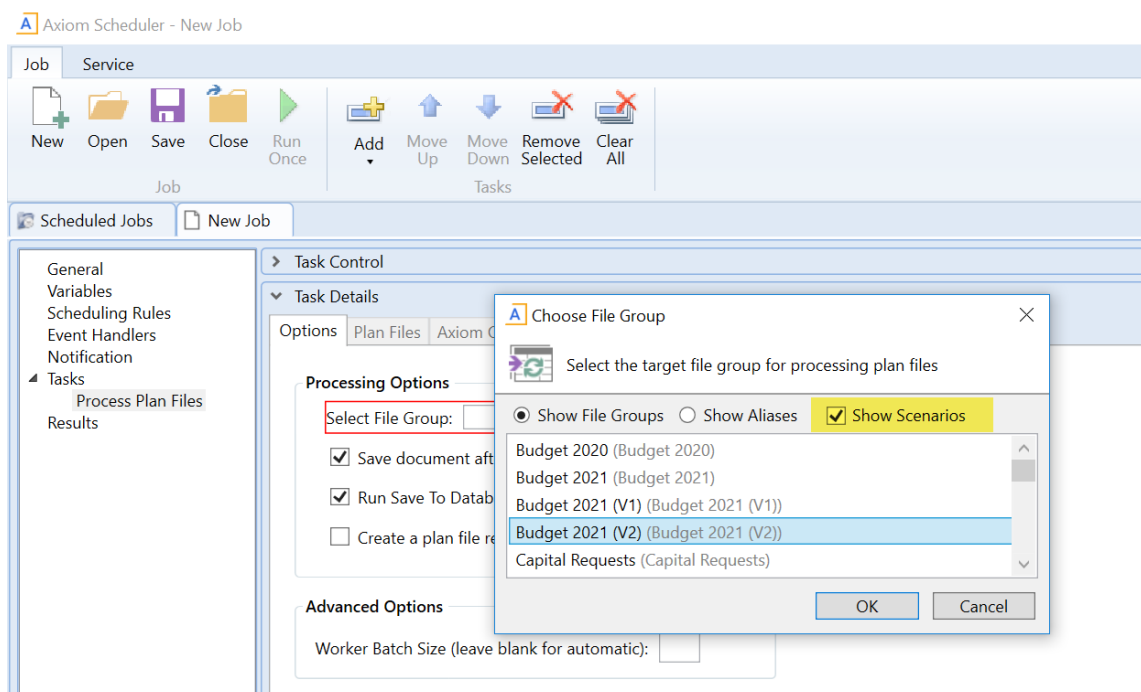 Axiom Scheduler - New Job
Job Service
New Open Save Close Run Once Add Move Up Move Down Remove Selected Clear All
Job Tasks
Scheduled Jobs New Job
General
Variables
Scheduling Rules
Event Handlers
Notification
Tasks
Process Plan Files
Results
Task Control
Task Details
Options Plan Files Axiom
Processing Options
Select File Group:
Save document aft
Run Save To Datab
Create a plan file re
Advanced Options
Worker Batch Size (leave blank for automatic):
A Choose File Group
Select the target file group for processing plan files
Show File Groups Show Aliases Show Scenarios
Budget 2020 (Budget 2020)
Budget 2021 (Budget 2021)
Budget 2021 (V1) (Budget 2021 (V1))
Budget 2021 (V2) (Budget 2021 (V2))
Capital Requests (Capital Requests)
OK Cancel